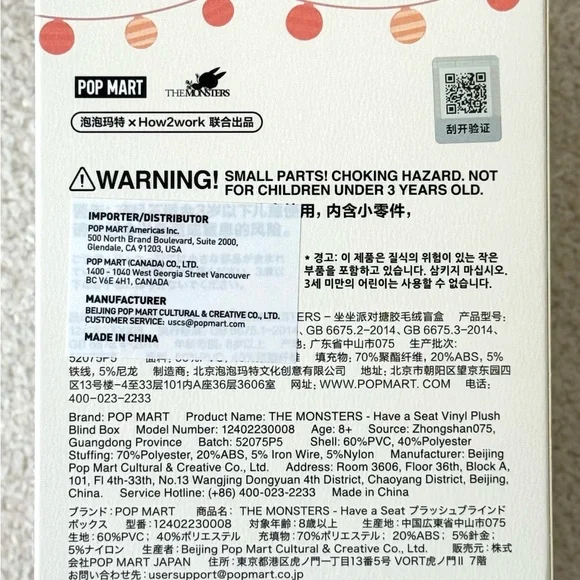 POP MART
THE MONSTERS
泡泡玛特 × How2work 联合出品
刮开验证
WARNING! SMALL PARTS! CHOKING HAZARD. NOT
FOR CHILDREN UNDER 3 YEARS OLD.
使用，内含小零件，
IMPORTER/DISTRIBUTOR
POP MART Americas Inc.
500 North Brand Boulevard, Suite 2000,
Glendale, CA 91203, USA
POP MART (CANADA) CO., LTD.
1400 - 1040 West Georgia Street Vancouver
BC V6E 4H1, CANADA
MANUFACTURER
BEIJING POP MART CULTURAL & CREATIVE CO., LTD.
CUSTOMER SERVICE: uscs@popmart.com
MADE IN CHINA
* 경고: 이 제품은 질식의 위험이 있는 작은
부품을 포함하고 있습니다. 삼키지 마십시오.
3세 미만의 어린이는 사용할 수 없습니다.
STERS – 坐坐派对搪胶毛绒盲盒 产品型号:
GB 6675.2–2014、GB 6675.3–2014、
地: 广东省中山市075 生产批次:
52075P5 填充物: 70%聚酯纤维, 20%ABS, 5%
铁线, 5%尼龙 制造商: 北京泡泡玛特文化创意有限公司 地址: 北京市朝阳区望京东园四
区13号楼-4至33层101内A座36层3606室 网址: WWW.POPMART.COM 电话:
400-023-2233
Brand: POP MART Product Name: THE MONSTERS - Have a Seat Vinyl Plush
Blind Box Model Number: 12402230008 Age: 8+ Source: Zhongshan075,
Guangdong Province Batch: 52075P5 Shell: 60%PVC, 40%Polyester
Stuffing: 70%Polyester, 20%ABS, 5% Iron Wire, 5%Nylon Manufacturer: Beijing
Pop Mart Cultural & Creative Co., Ltd. Address: Room 3606, Floor 36th, Block A,
101, Fl 4th-33th, No.13 Wangjing Dongyuan 4th District, Chaoyang District, Beijing,
China. Service Hotline: (+86) 400-023-2233 Made in China
ブランド: POP MART 商品名: THE MONSTERS - Have a Seat プラッシュブラインド
ボックス 型番: 12402230008 対象年齢: 8歳以上 生産地: 中国広東省中山市075
生地: 60%PVC; 40%ポリエステル 充填物: 70%ポリエステル, 20%ABS; 5%針金;
5%ナイロン 生産者: Beijing Pop Mart Cultural & Creative Co., Ltd. 販売元: 株式
会社POP MART JAPAN 住所: 東京都港区虎ノ門一丁目13番5号 VORT虎ノ門II 7階
お問い合わせ先: usersupport@popmart.co.jp